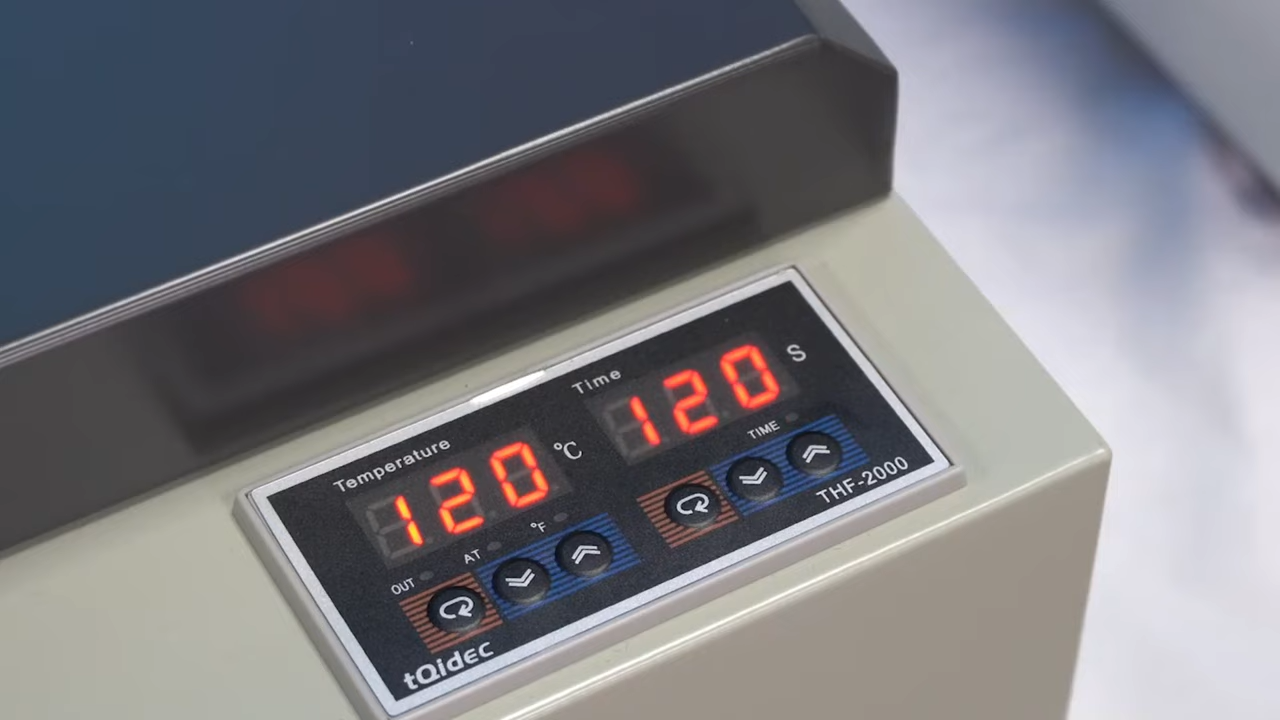 Temperature
120 °C
OUT AT °F
Time
120 S
TIME
THF-2000
tQidec